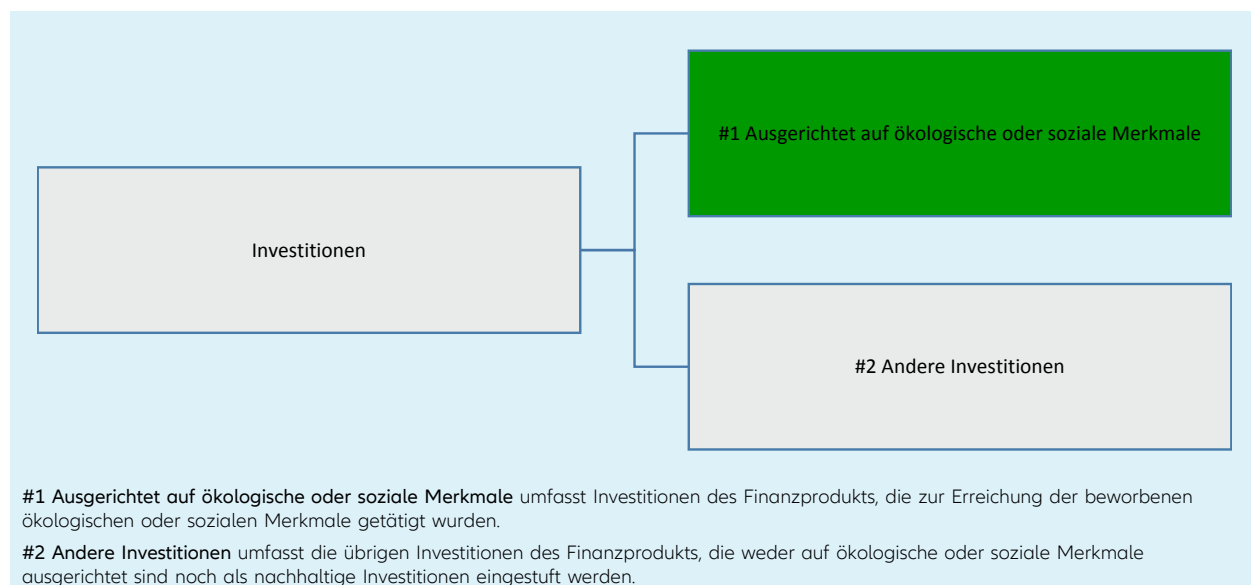 #1 Ausgerichtet auf ökologische oder soziale Merkmale
Investitionen
#2 Andere Investitionen
#1 Ausgerichtet auf ökologische oder soziale Merkmale umfasst Investitionen des Finanzprodukts, die zur Erreichung der beworbenen
ökologischen oder sozialen Merkmale getätigt wurden.
#2 Andere Investitionen umfasst die übrigen Investitionen des Finanzprodukts, die weder auf ökologische oder soziale Merkmale
ausgerichtet sind noch als nachhaltige Investitionen eingestuft werden.